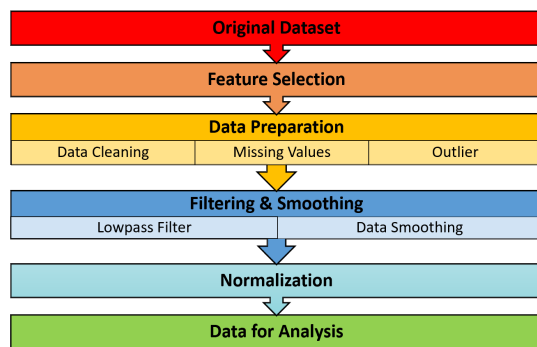 Original Dataset
Feature Selection
Data Preparation
Data Cleaning Missing Values Outlier
Filtering & Smoothing
Lowpass Filter Data Smoothing
Normalization
Data for Analysis